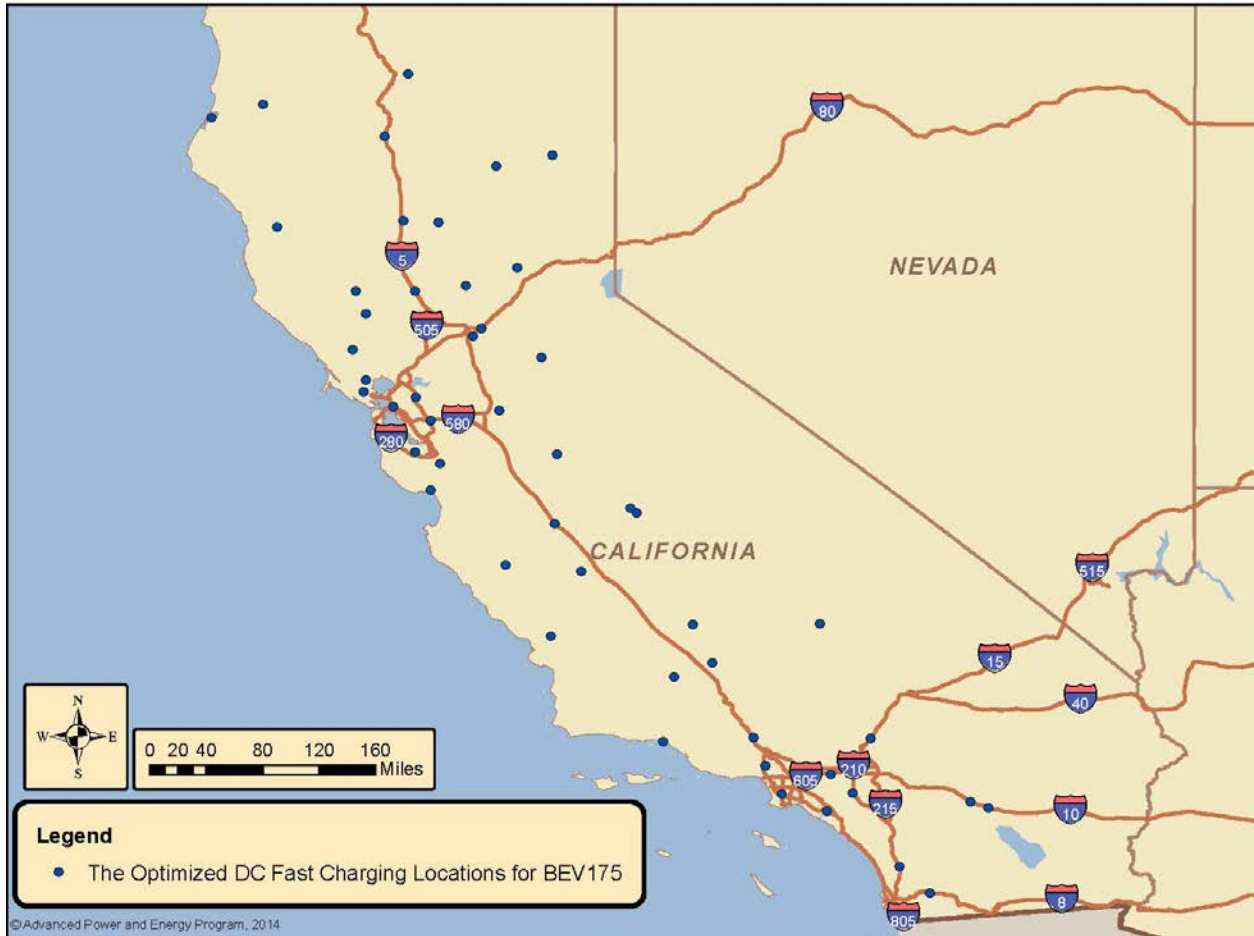 80
5
NEVADA
505
580
280
CALIFORNIA
515
15
40
N
W E
S
0 20 40 80 120 160
Miles
605
210
215
10
Legend
The Optimized DC Fast Charging Locations for BEV175
8
805
©Advanced Power and Energy Program, 2014